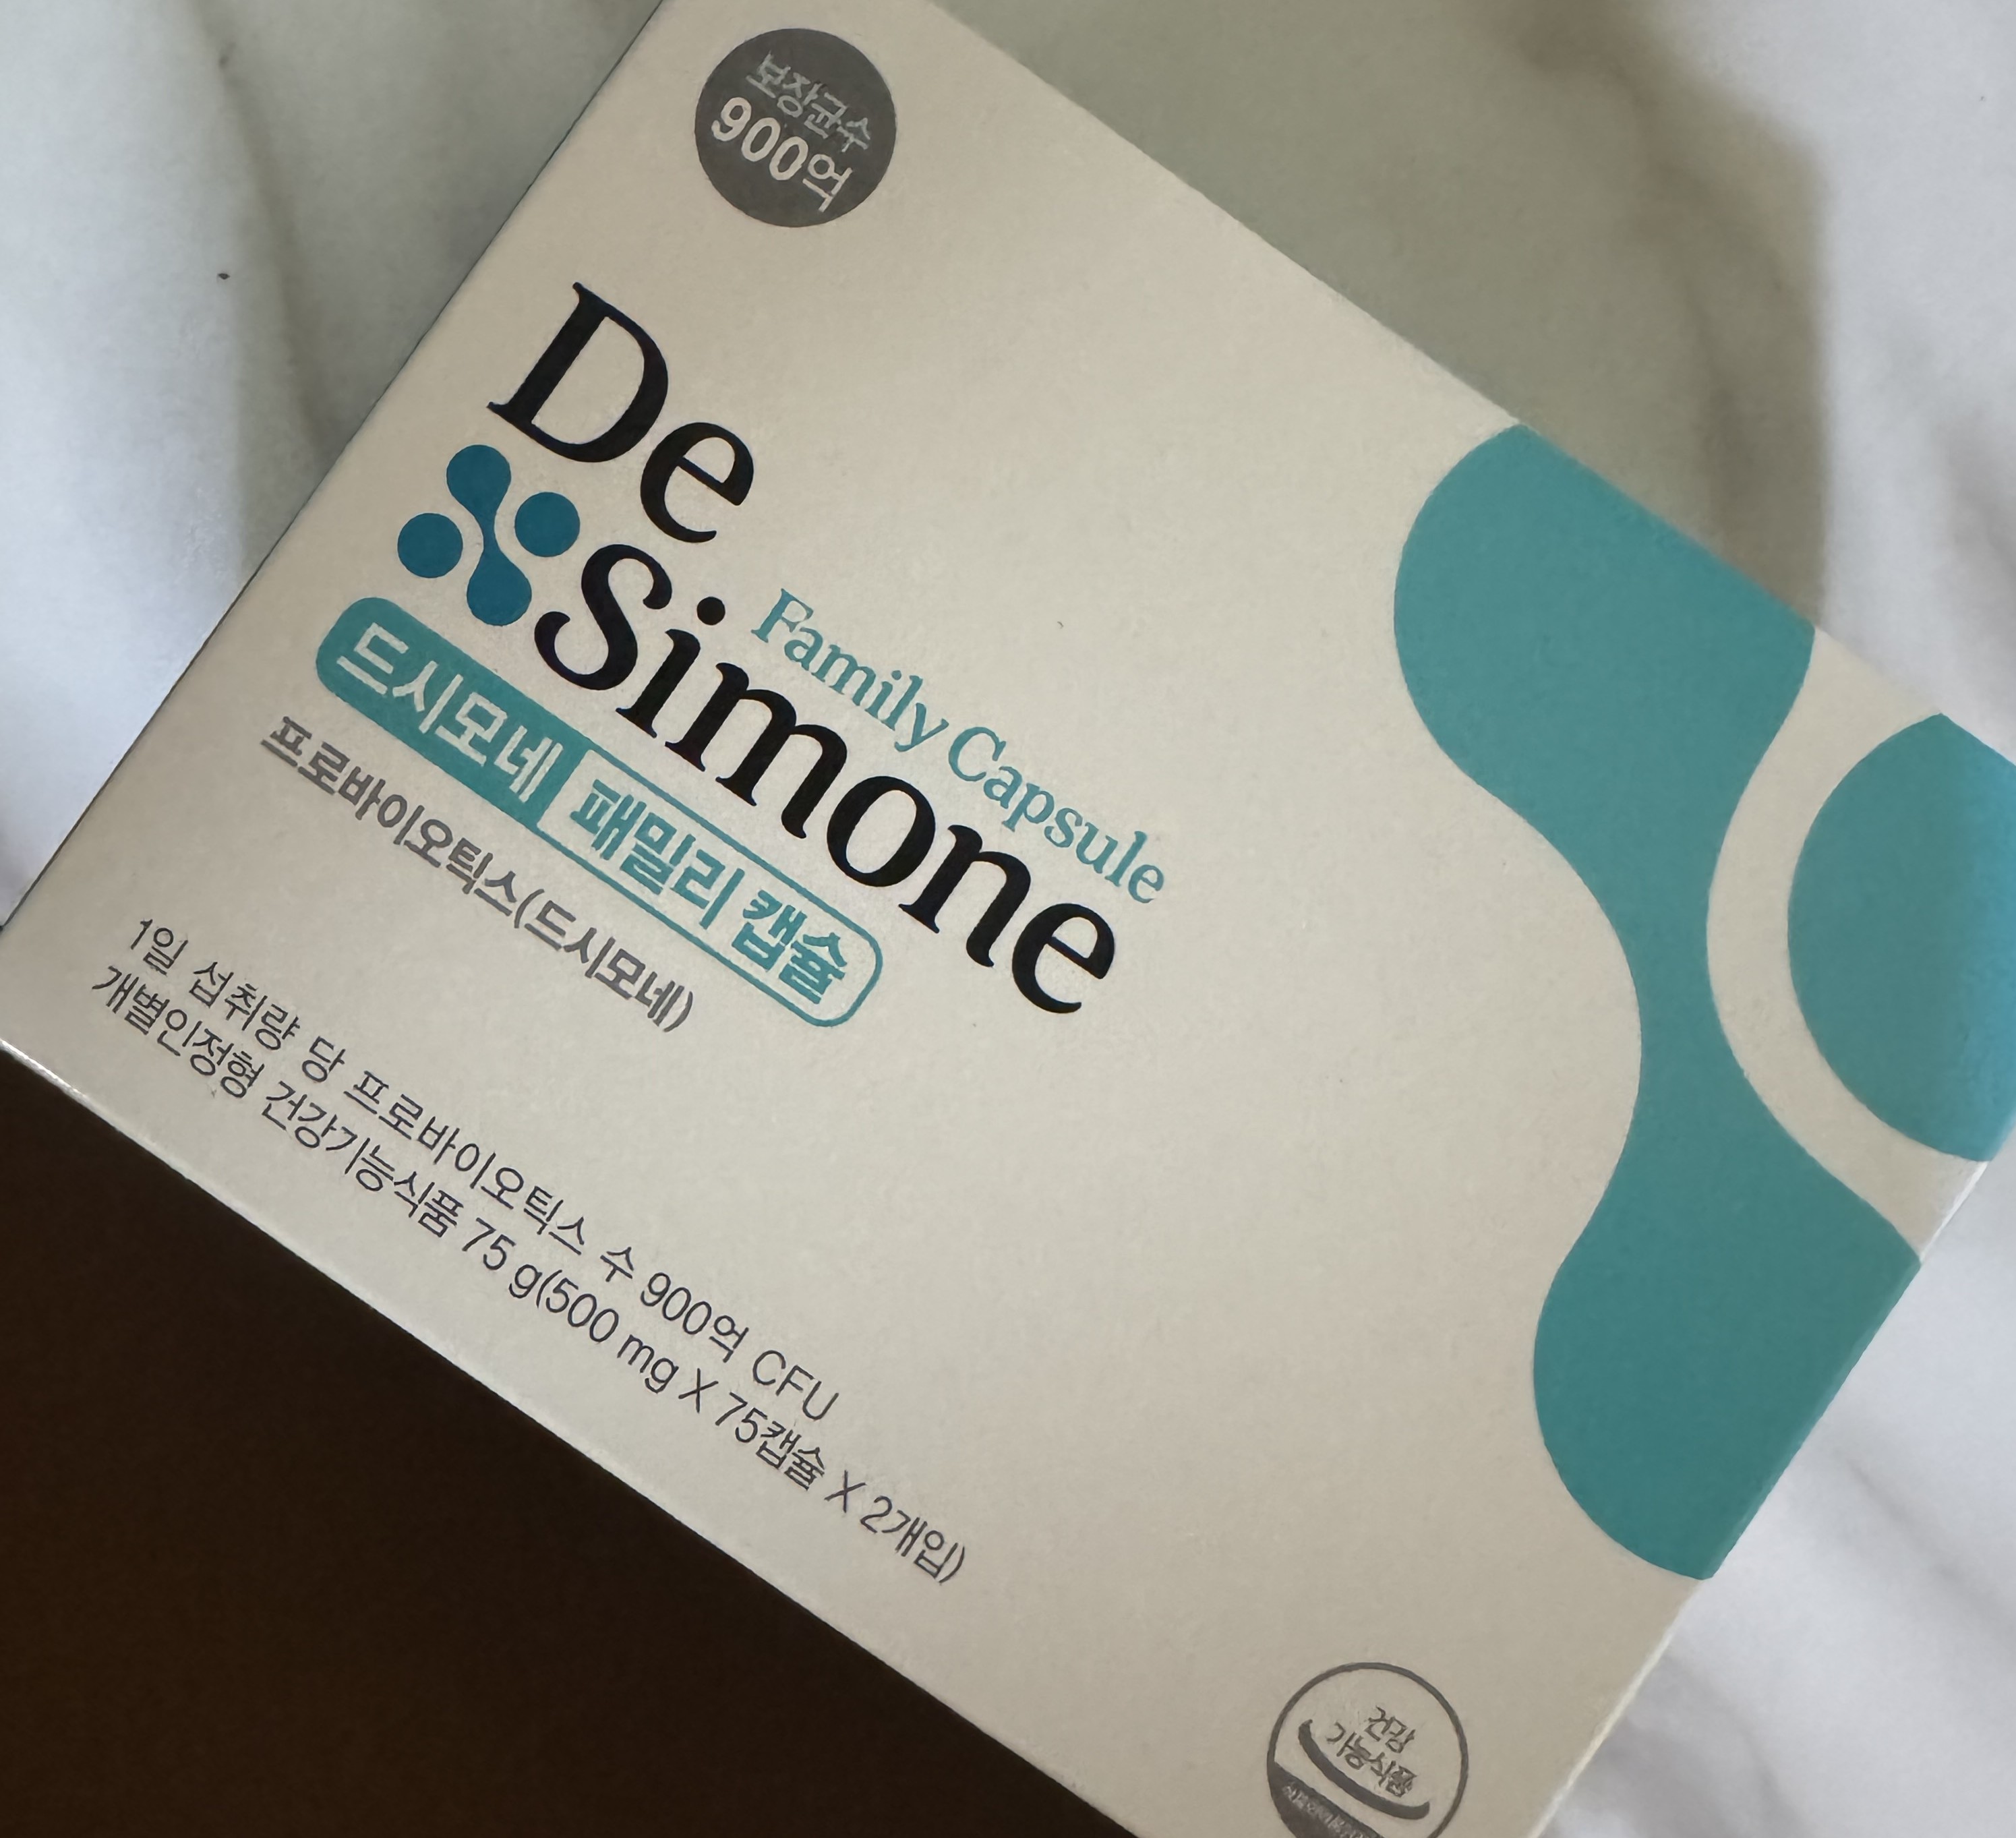 보장균수
900억
De
Simone
Family Capsule
드시모네 패밀리 캡슐
프로바이오틱스(드시모네)
1일 섭취량 당 프로바이오틱스 수 900억 CFU
개별인정형 건강기능식품 75 g(500 mg X 75캡슐 X 2개입)
건강
기능식품